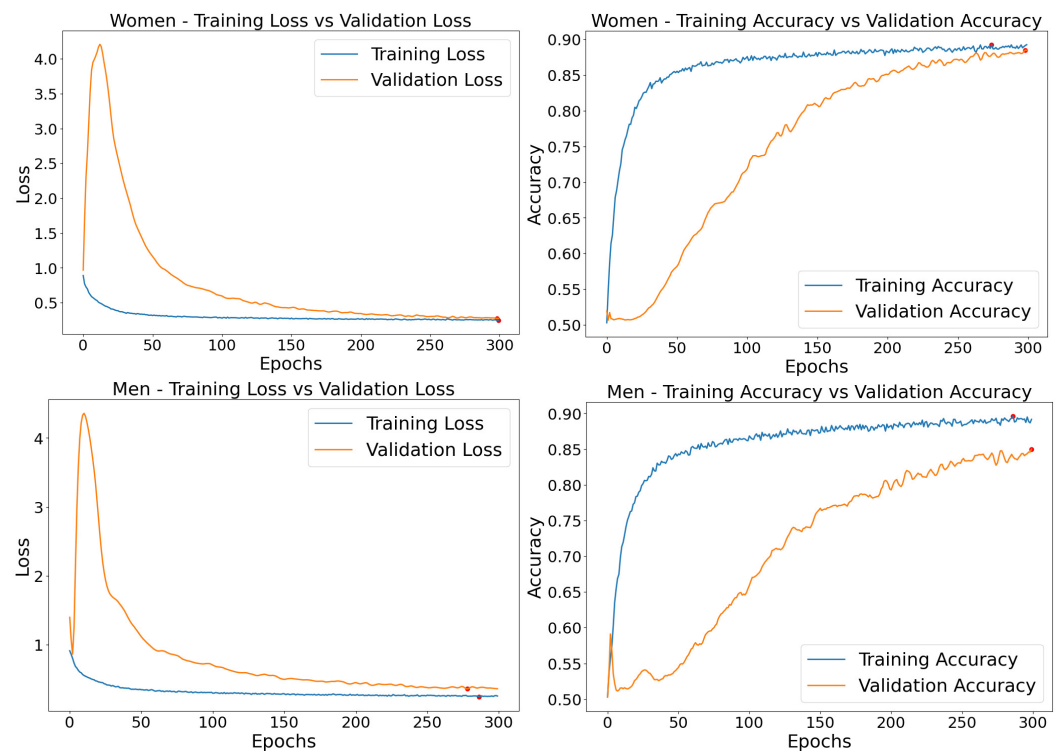 Women - Training Loss vs Validation Loss
Loss
4.0
3.5
3.0
2.5
2.0
1.5
1.0
0.5
Training Loss
Validation Loss
0 50 100 150 200 250 300
Epochs
Women - Training Accuracy vs Validation Accuracy
Accuracy
0.90
0.85
0.80
0.75
0.70
0.65
0.60
0.55
0.50
Training Accuracy
Validation Accuracy
0 50 100 150 200 250 300
Epochs
Men - Training Loss vs Validation Loss
Loss
4
3
2
1
Training Loss
Validation Loss
0 50 100 150 200 250 300
Epochs
Men - Training Accuracy vs Validation Accuracy
Accuracy
0.90
0.85
0.80
0.75
0.70
0.65
0.60
0.55
0.50
Training Accuracy
Validation Accuracy
0 50 100 150 200 250 300
Epochs